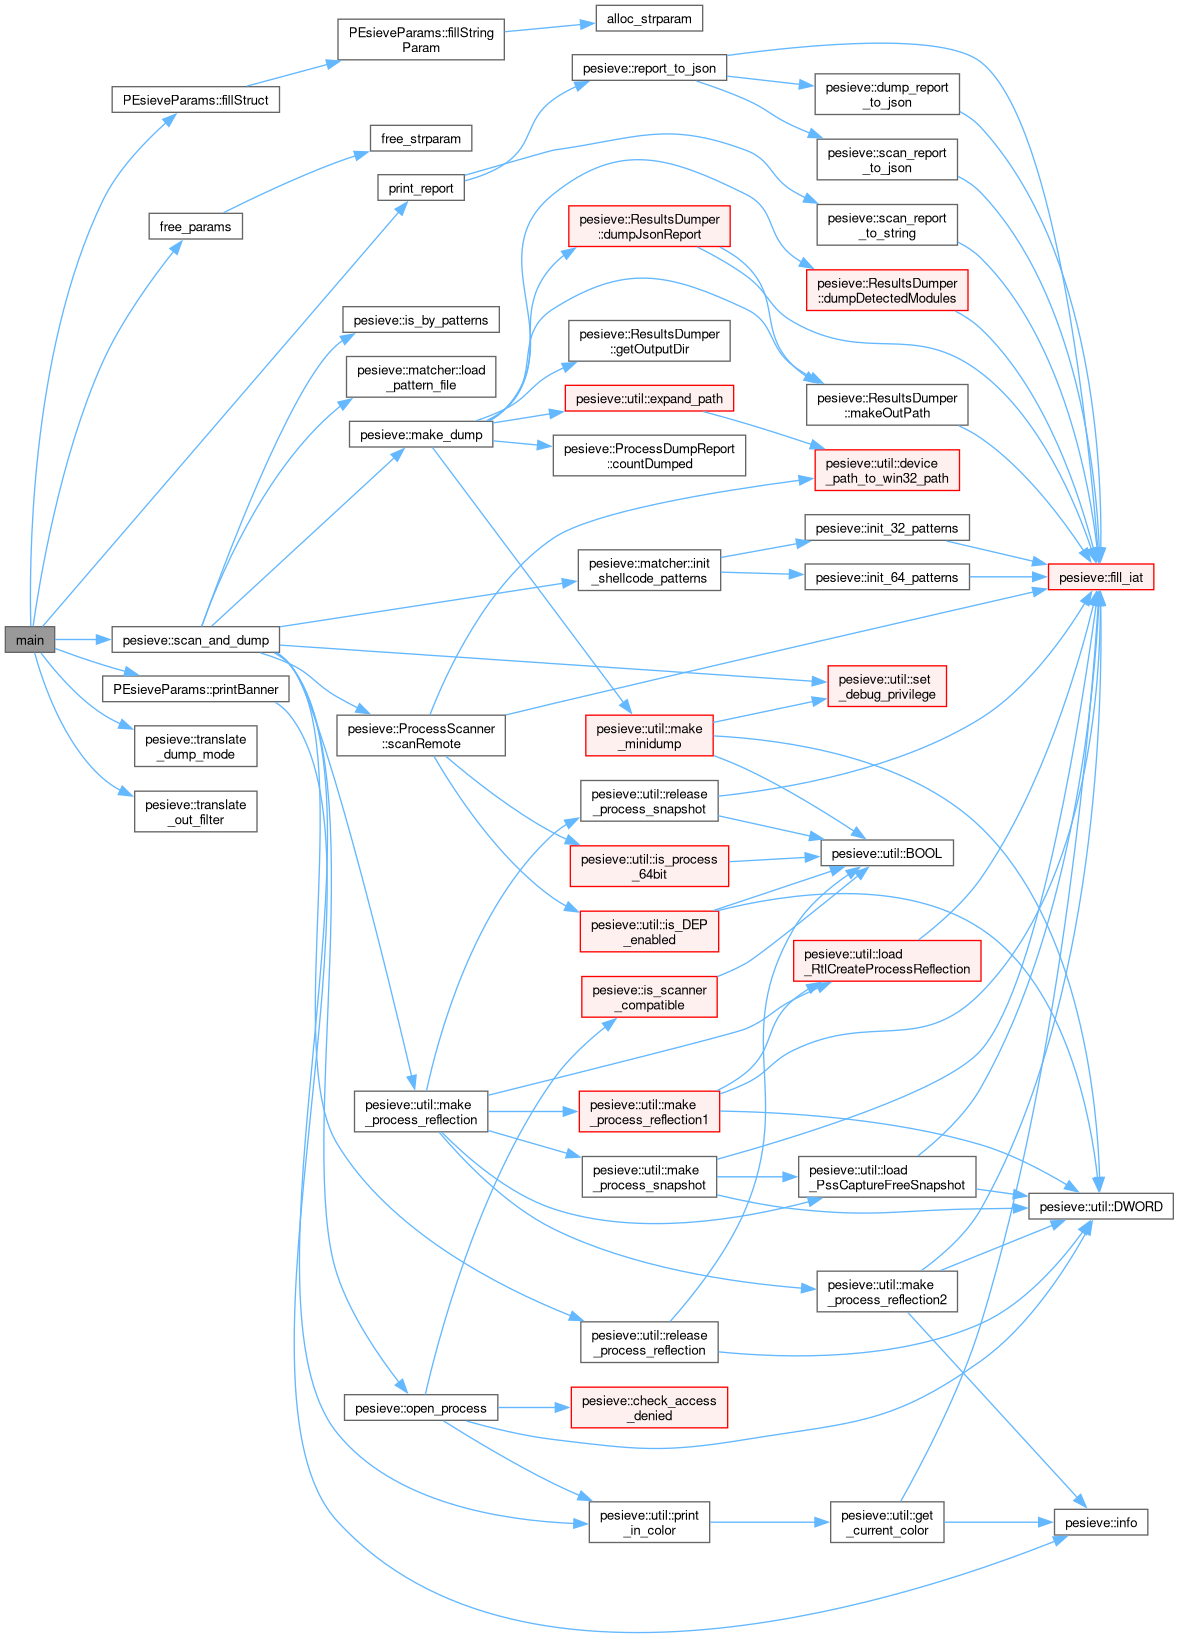 alloc_strparam
PEsieveParams::fillString
Param
pesieve::report_to_json
pesieve::dump_report
_to_json
PEsieveParams::fillStruct
free_strparam
pesieve::scan_report
_to_json
print_report
pesieve::scan_report
_to_string
free_params
pesieve::ResultsDumper
::dumpJsonReport
pesieve::ResultsDumper
::dumpDetectedModules
pesieve::is_by_patterns
pesieve::ResultsDumper
::getOutputDir
pesieve::matcher::load
_pattern_file
pesieve::util::expand_path
pesieve::ResultsDumper
::makeOutPath
pesieve::make_dump
pesieve::ProcessDumpReport
::countDumped
pesieve::util::device
_path_to_win32_path
pesieve::init_32_patterns
pesieve::matcher::init
_shellcode_patterns
pesieve::init_64_patterns
pesieve::fill_iat
main
pesieve::scan_and_dump
PEsieveParams::printBanner
pesieve::util::set
_debug_privilege
pesieve::ProcessScanner
::scanRemote
pesieve::util::make
_minidump
pesieve::translate
_dump_mode
pesieve::translate
_out_filter
pesieve::util::release
_process_snapshot
pesieve::util::BOOL
pesieve::util::is_process
_64bit
pesieve::util::is_DEP
_enabled
pesieve::util::load
_RtlCreateProcessReflection
pesieve::is_scanner
_compatible
pesieve::util::make
_process_reflection
pesieve::util::make
_process_reflection1
pesieve::util::make
_process_snapshot
pesieve::util::load
_PssCaptureFreeSnapshot
pesieve::util::DWORD
pesieve::util::make
_process_reflection2
pesieve::util::release
_process_reflection
pesieve::open_process
pesieve::check_access
_denied
pesieve::util::print
_in_color
pesieve::util::get
_current_color
pesieve::info